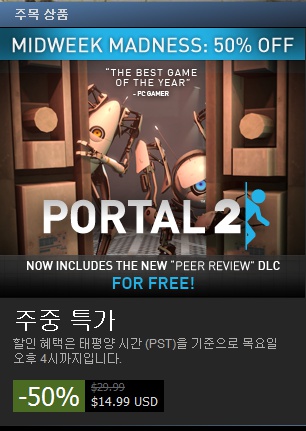 주목 상품
MIDWEEK MADNESS: 50% OFF
"THE BEST GAME
OF THE YEAR"
- PC GAMER
PORTAL 2
NOW INCLUDES THE NEW "PEER REVIEW" DLC
FOR FREE!
주중 특가
할인 혜택은 태평양 시간 (PST)을 기준으로 목요일
오후 4시까지입니다.
-50%
$29.99
$14.99 USD